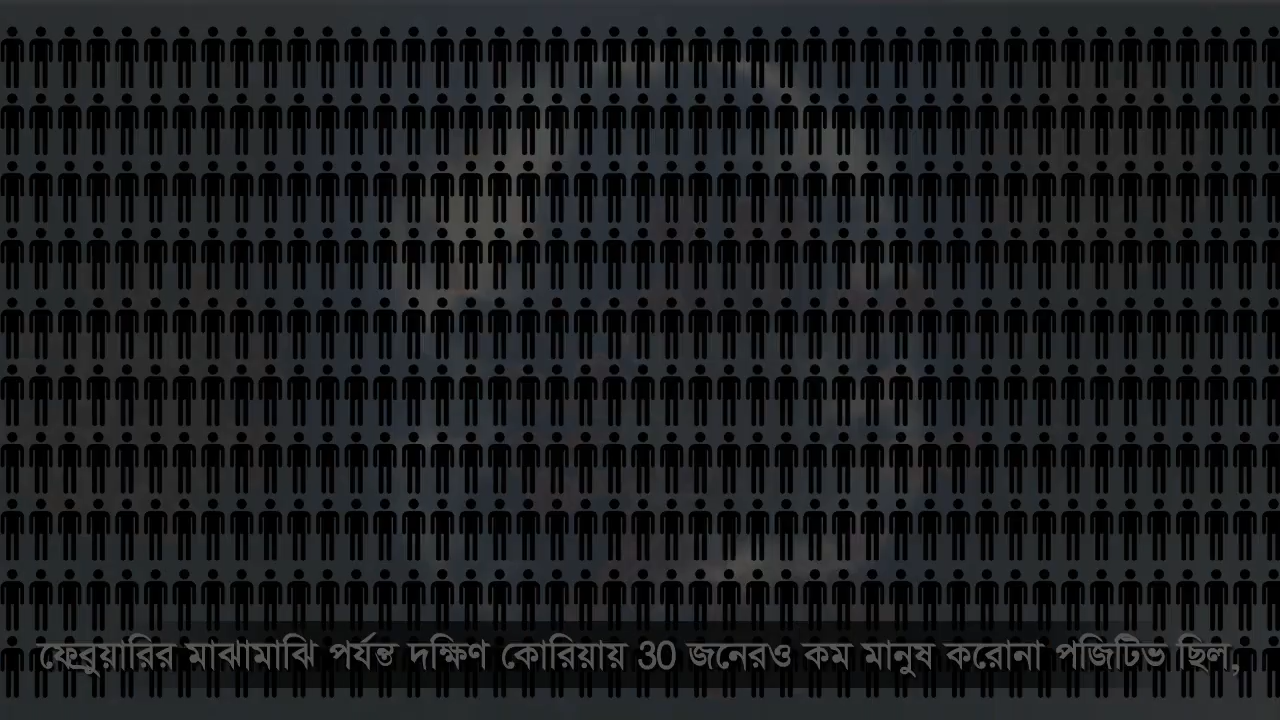 ফেব্রুয়ারির মাঝামাঝি পর্যন্ত দক্ষিণ কোরিয়ায় 30 জনেরও কম মানুষ করোনা পজিটিভ ছিল,